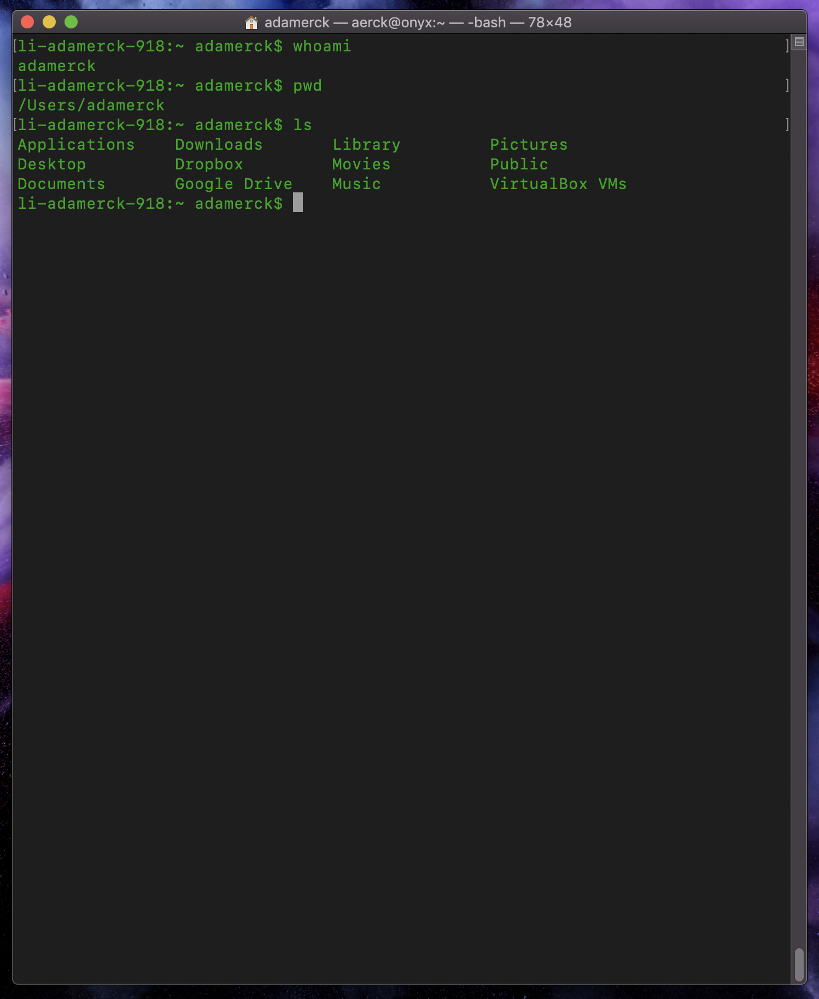 adamerck — aerck@onyx:~ — -bash — 78×48
[li-adamerck-918:~ adamerck$ whoami ]
adamerck
[li-adamerck-918:~ adamerck$ pwd ]
/Users/adamerck
[li-adamerck-918:~ adamerck$ ls ]
Applications Downloads Library Pictures
Desktop Dropbox Movies Public
Documents Google Drive Music VirtualBox VMs
li-adamerck-918:~ adamerck$